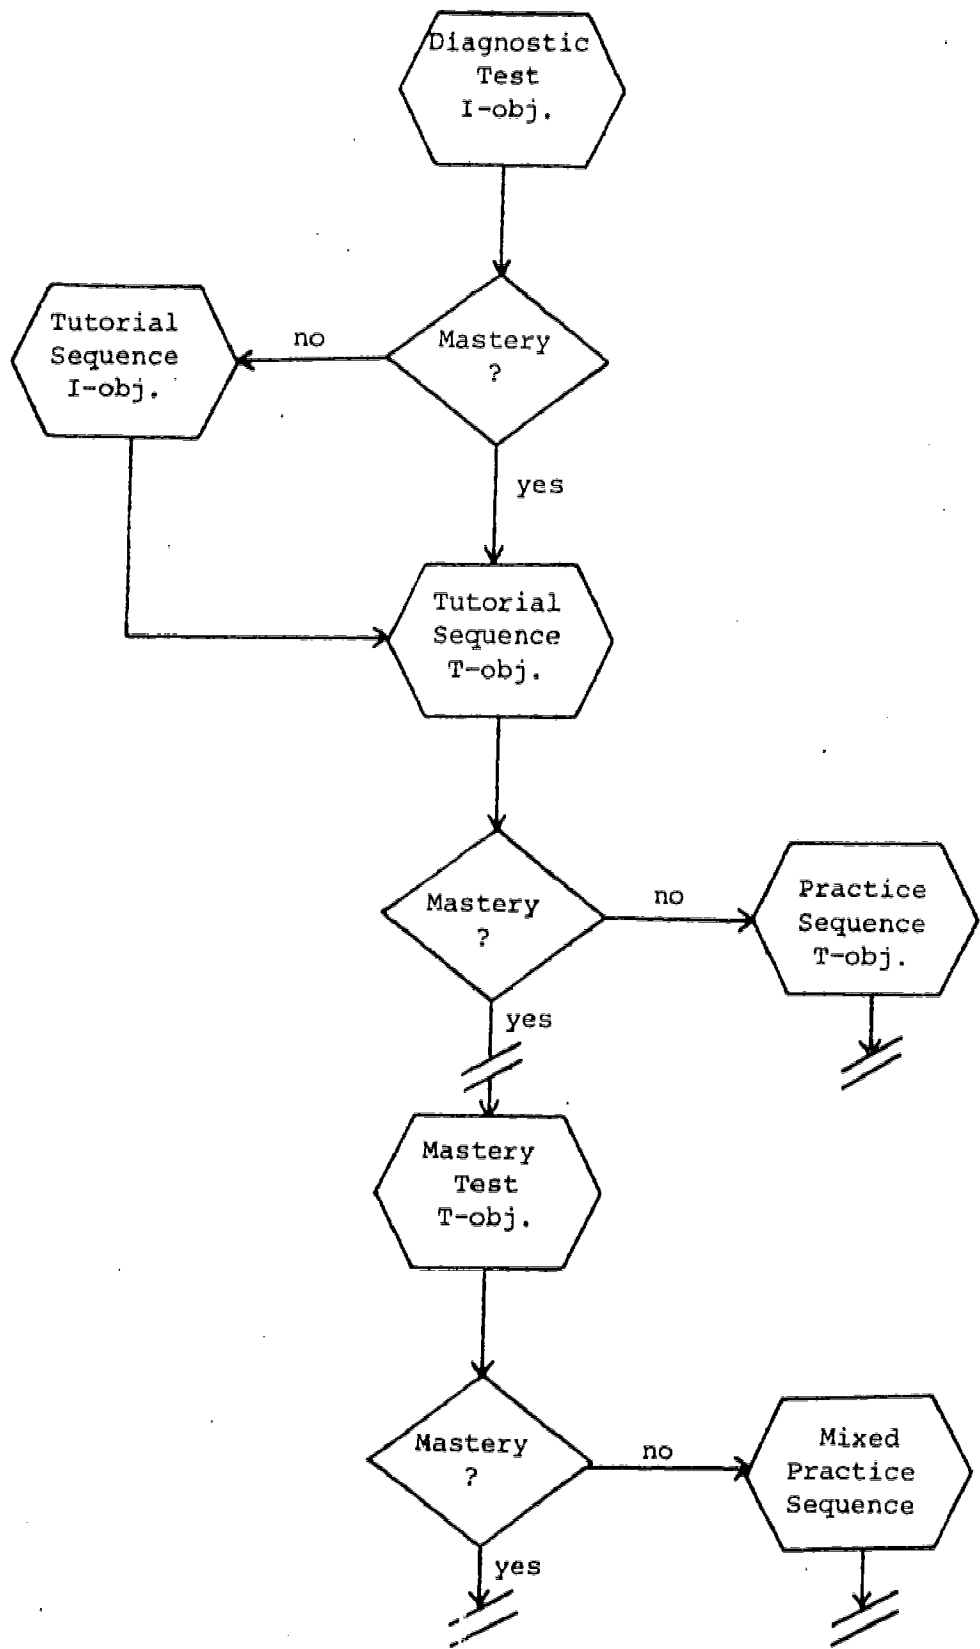 Diagnostic
Test
I-obj.
Mastery
?
no
Tutorial
Sequence
I-obj.
yes
Tutorial
Sequence
T-obj.
Mastery
?
no
Practice
Sequence
T-obj.
yes
Mastery
Test
T-obj.
Mastery
?
no
Mixed
Practice
Sequence
yes